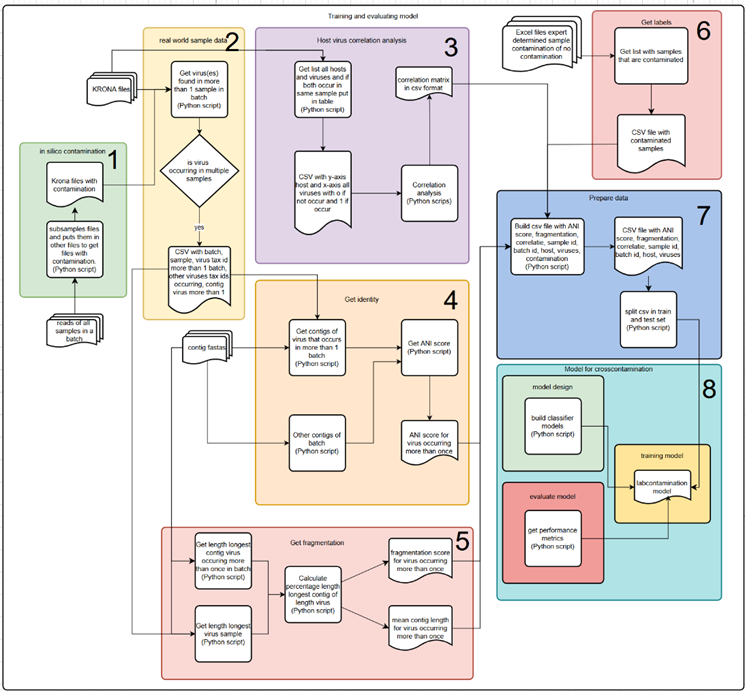 Training and evaluating model
in silico contamination
1
Krona files with
contamination
subsamples files
and puts them in
other files to get
files with
contamination.
(Python script)
reads of all
samples in a
batch
KRONA files
real world sample data
2
Get virus(es)
found in more
than 1 sample in
batch
(Python script)
is virus
occurring in multiple
samples
yes
CSV with batch,
sample, virus tax id
more than 1 batch,
other viruses tax ids
occurring, contig
virus more than 1
Host virus correlation analysis
3
Get list all hosts
and viruses and if
both occur in
same sample put
in table
(Python script)
CSV with y-axis
host and x-axis all
viruses with o if
not occur and 1 if
occur
Correlation
analysis
(Python scrips)
correlation matrix
in csv format
contig fastas
Get identity
4
Get contigs of
virus that occurs
in more than 1
batch
(Python script)
Get ANI score
(Python script)
Other contigs of
batch
(Python script)
ANI score for
virus occurring
more than once
Get fragmentation
5
Get length longest
contig virus
occuring more
than once in batch
(Python script)
Get length longest
virus sample
(Python script)
Calculate
percentage length
longest contig of
length virus
(Python script)
fragmentation score
for virus occurring
more than once
mean contig length
for virus occurring
more than once
Excel files expert
determined sample
contamination of no
contamination
Get labels
6
Get list with samples
that are contaminated
CSV file with
contaminated
samples
Prepare data
7
Build csv file with ANI
score, fragmentation,
correlatie, sample id,
batch id, host, viruses,
contamination
(Python script)
CSV file with ANI
score, fragmentation,
correlatie, sample id,
batch id, host, viruses
split csv in train
and test set
(Python script)
Model for crosscontamination
8
model design
build classifier
models
(Python script)
training model
labcontamination
model
evaluate model
get performance
metrics
(Python script)